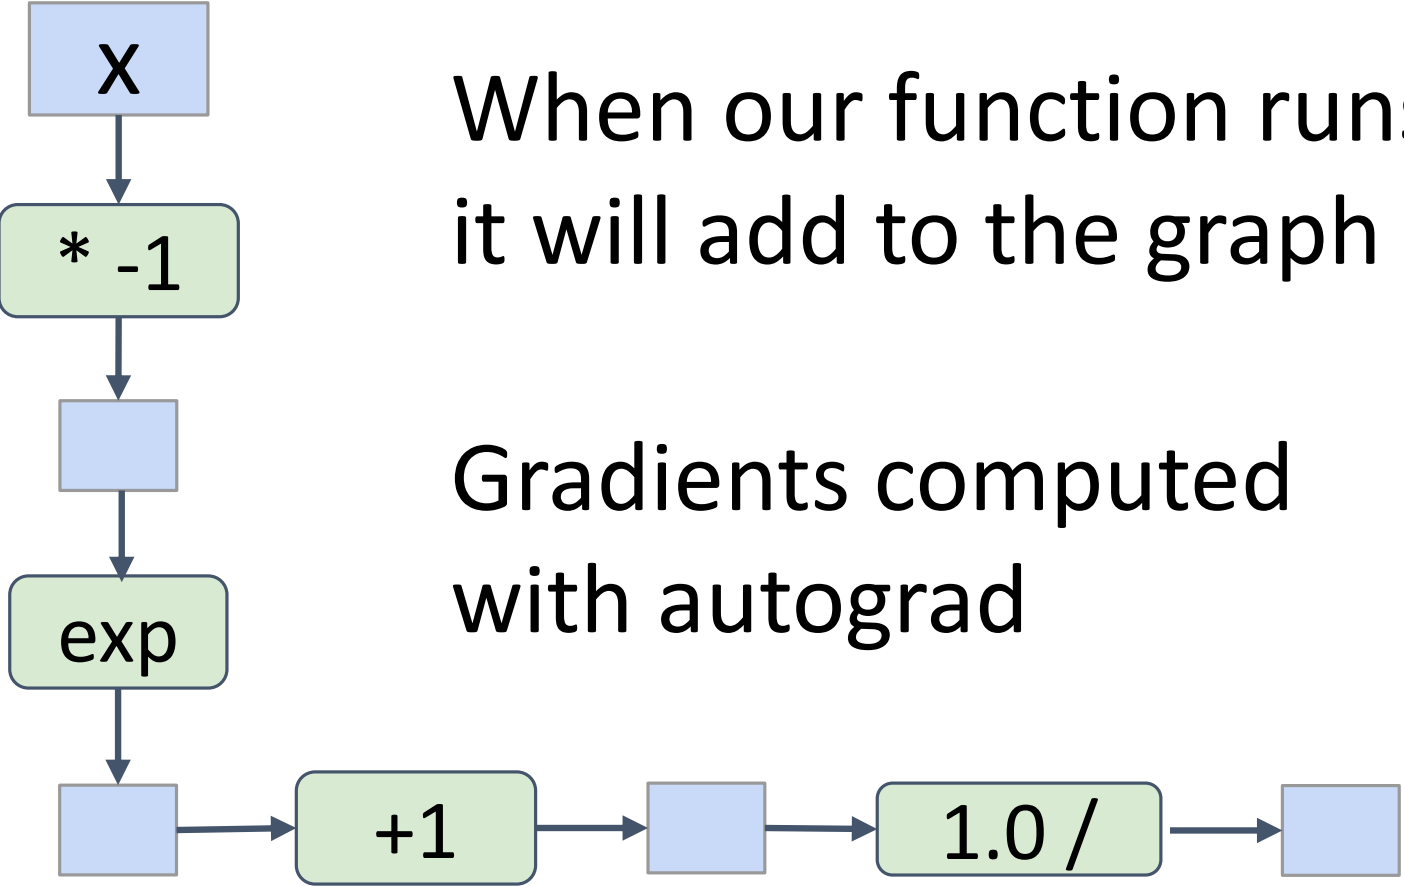 x
When our function runs
it will add to the graph
* -1
Gradients computed
with autograd
exp
+1
1.0 /